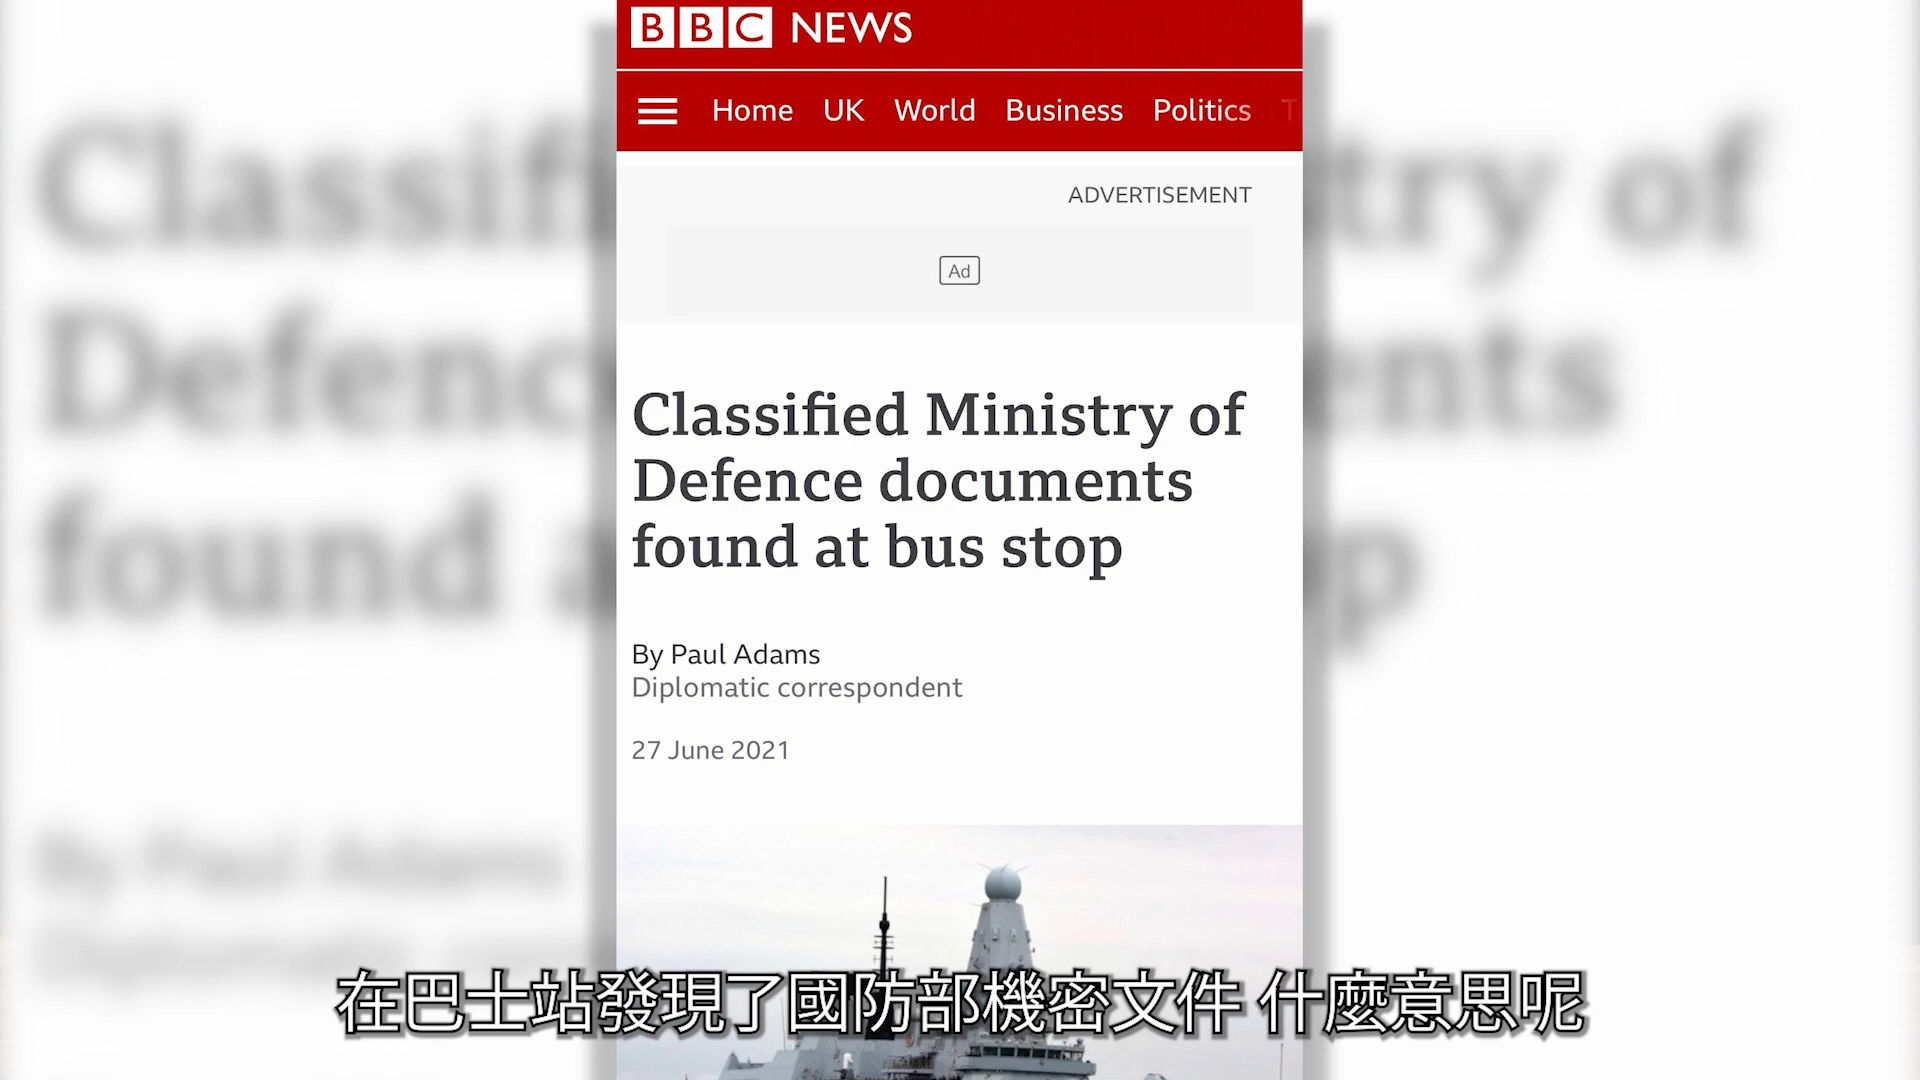 BBC NEWS
Home UK World Business Politics
ADVERTISEMENT
Ad
Classified Ministry of
Defence documents
found at bus stop
By Paul Adams
Diplomatic correspondent
27 June 2021
在巴士站發現了國防部機密文件 什麼意思呢